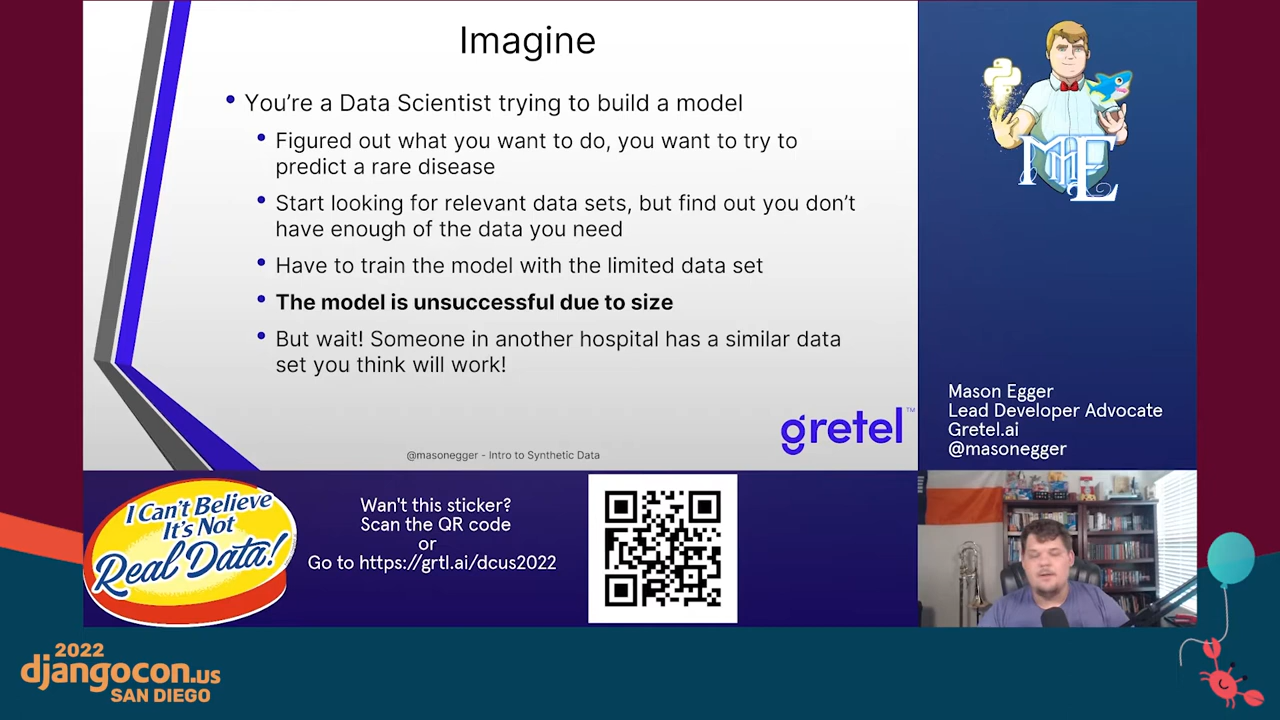 Imagine
You're a Data Scientist trying to build a model
Figured out what you want to do, you want to try to
predict a rare disease
Start looking for relevant data sets, but find out you don't
have enough of the data you need
Have to train the model with the limited data set
The model is unsuccessful due to size
But wait! Someone in another hospital has a similar data
set you think will work!
gretel™
@masonegger - Intro to Synthetic Data
ME
Mason Egger
Lead Developer Advocate
Gretel.ai
@masonegger
I Can't Believe
It's Not
Real Data!
Wan't this sticker?
Scan the QR code
or
Go to https://grtl.ai/dcus2022
2022
djangocon.us
SAN DIEGO